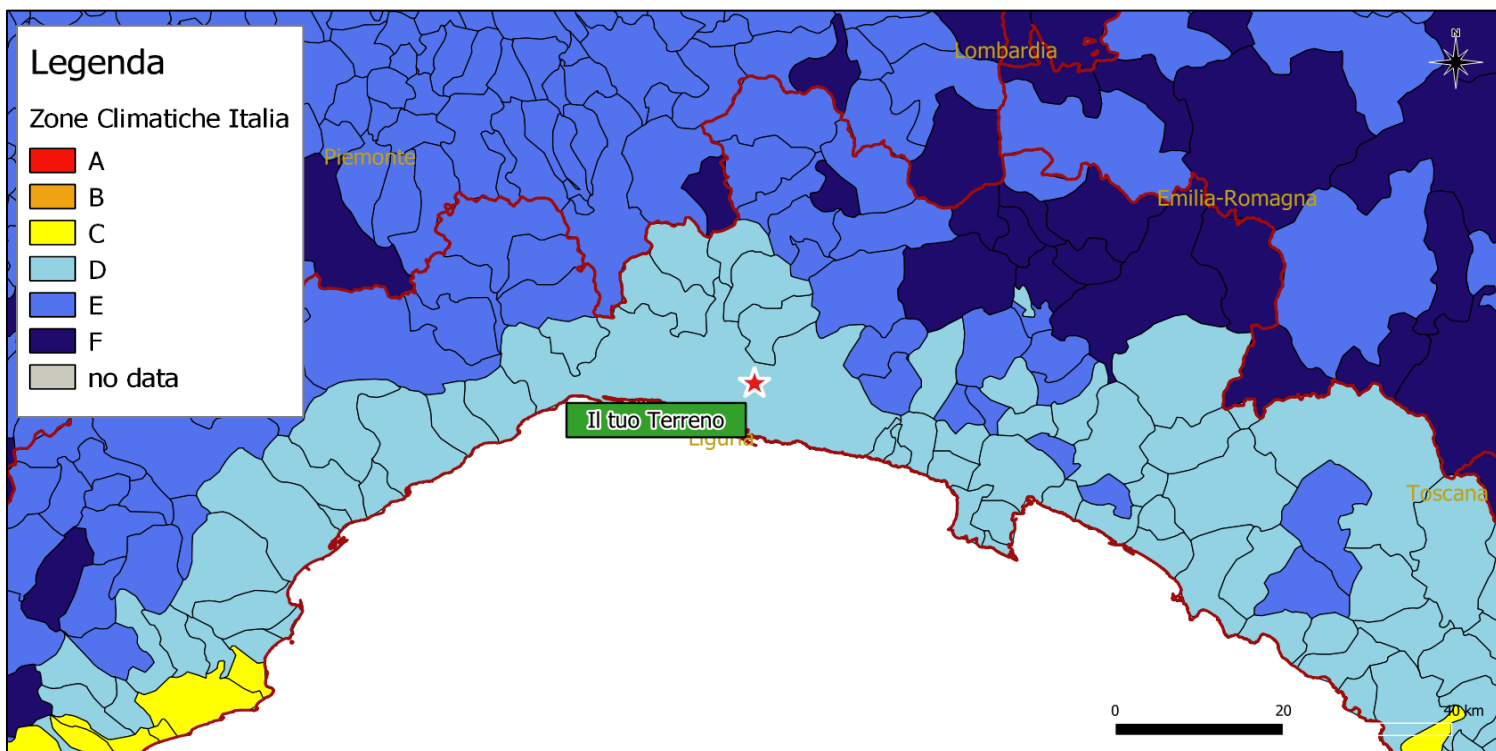 Legenda
Zone Climatiche Italia
A
B
C
D
E
F
no data
Lombardia
N
Piemonte
Emilia-Romagna
Il tuo Terreno
Liguria
Toscana
0 20 40 km